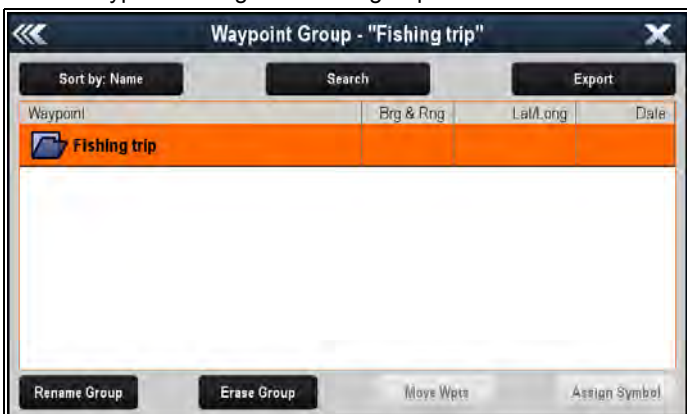 Waypoint Group - "Fishing trip"
Sort by: Name Search Export
Waypoint Brg & Rng Lat/Long Date
Fishing trip
Rename Group Erase Group Move Wpts Assign Symbol